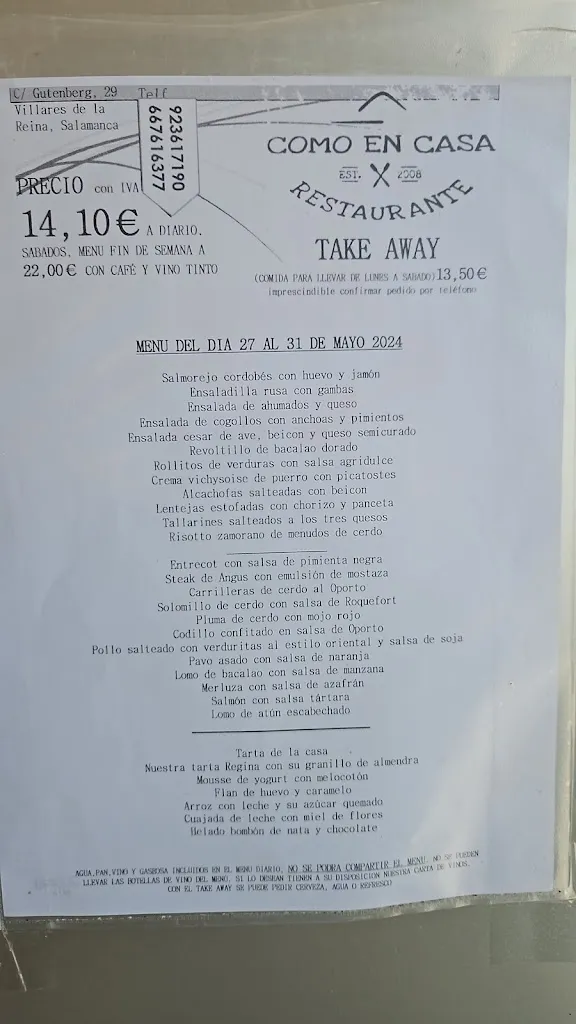 C/ Gutenberg, 29 Telf
Villares de la
Reina, Salamanca
923617190
667616377
PRECIO con IVA
14,10€ A DIARIO.
SABADOS, MENU FIN DE SEMANA A
22,00€ CON CAFÉ Y VINO TINTO
COMO EN CASA
EST. 2008
RESTAURANTE
TAKE AWAY
(COMIDA PARA LLEVAR DE LUNES A SABADO)13,50€
imprescindible confirmar pedido por teléfono
MENU DEL DIA 27 AL 31 DE MAYO 2024
Salmorejo cordobés con huevo y jamón
Ensaladilla rusa con gambas
Ensalada de ahumados y queso
Ensalada de cogollos con anchoas y pimientos
Ensalada cesar de ave, beicon y queso semicurado
Revoltillo de bacalao dorado
Rollitos de verduras con salsa agridulce
Crema vichysoise de puerro con picatostes
Alcachofas salteadas con beicon
Lentejas estofadas con chorizo y panceta
Tallarines salteados a los tres quesos
Risotto zamorano de menudos de cerdo
Entrecot con salsa de pimienta negra
Steak de Angus con emulsión de mostaza
Carrilleras de cerdo al Oporto
Solomillo de cerdo con salsa de Roquefort
Pluma de cerdo con mojo rojo
Codillo confitado en salsa de Oporto
Pollo salteado con verduritas al estilo oriental y salsa de soja
Pavo asado con salsa de naranja
Lomo de bacalao con salsa de manzana
Merluza con salsa de azafrán
Salmón con salsa tártara
Lomo de atún escabechado
Tarta de la casa
Nuestra tarta Regina con su granillo de almendra
Mousse de yogurt con melocotón
Flan de huevo y caramelo
Arroz con leche y su azúcar quemado
Cuajada de leche con miel de flores
Helado bombón de nata y chocolate
AGUA,PAN,VINO Y GASEOSA INCLUIDOS EN EL MENU DIARIO. NO SE PODRA COMPARTIR EL MENU. NO SE PUEDEN
LLEVAR LAS BOTELLAS DE VINO DEL MENU, SI LO DESEAN TIENEN A SU DISPOSICION NUESTRA CARTA DE VINOS.
CON EL TAKE AWAY SE PUEDE PEDIR CERVEZA, AGUA O REFRESCO